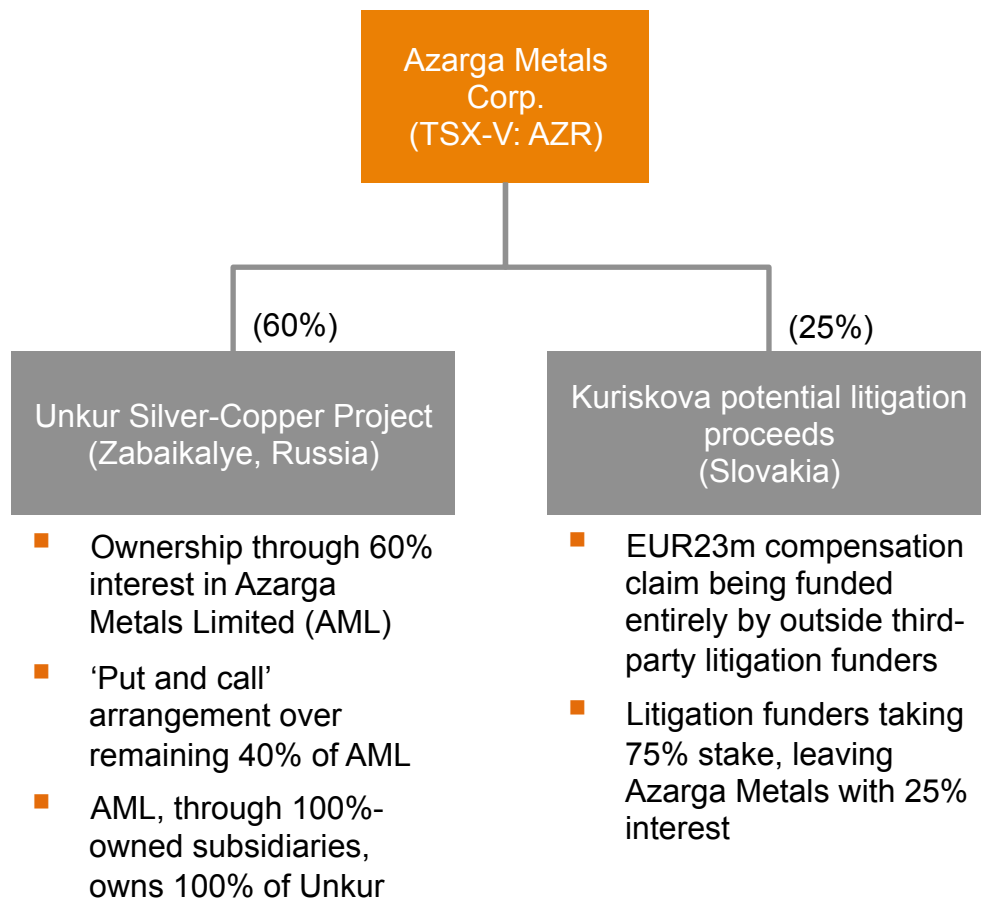 Azarga Metals
Corp.
(TSX-V: AZR)
(60%)
(25%)
Unkur Silver-Copper Project
(Zabaikalye, Russia)
Kuriskova potential litigation
proceeds
(Slovakia)
▪ Ownership through 60%
interest in Azarga
Metals Limited (AML)
▪ ‘Put and call’
arrangement over
remaining 40% of AML
▪ AML, through 100%-
owned subsidiaries,
owns 100% of Unkur
▪ EUR23m compensation
claim being funded
entirely by outside third-
party litigation funders
▪ Litigation funders taking
75% stake, leaving
Azarga Metals with 25%
interest